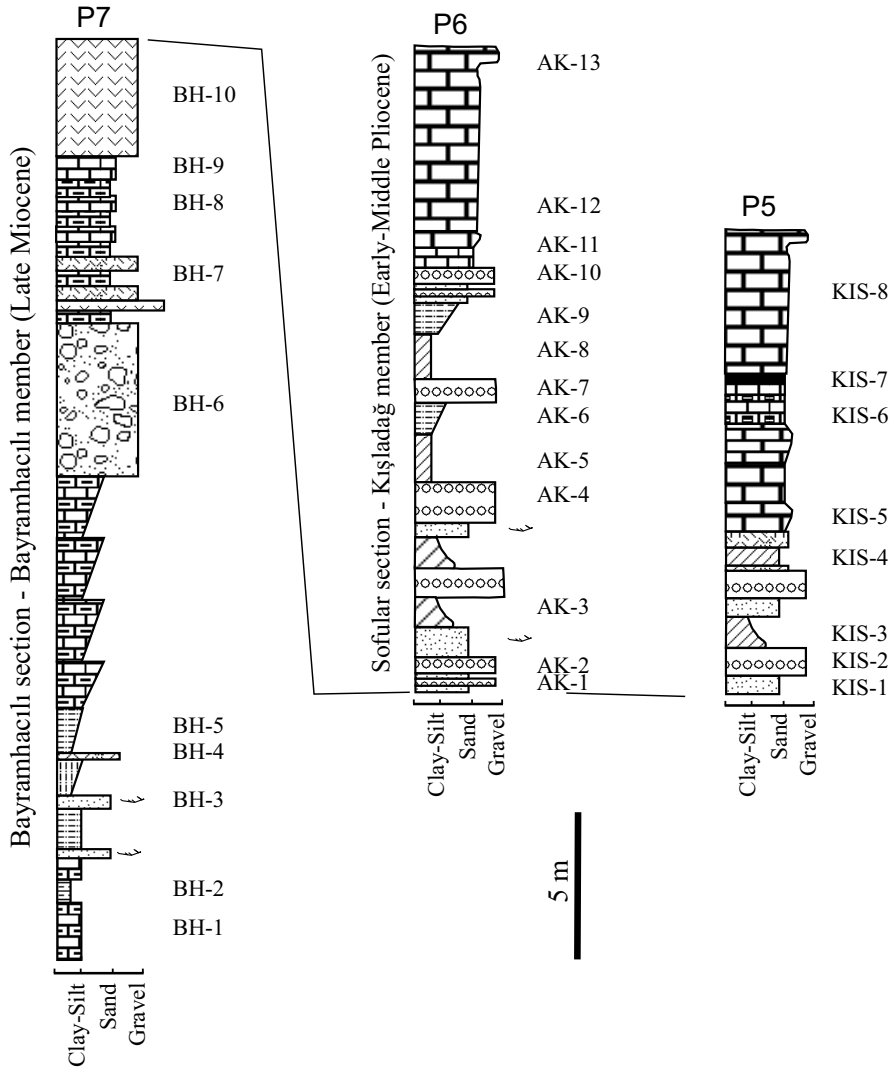 P7
Bayramhacılı section - Bayramhacılı member (Late Miocene)
BH-10
BH-9
BH-8
BH-7
BH-6
BH-5
BH-4
BH-3
BH-2
BH-1
Clay-Silt
Sand
Gravel
P6
Sofular section - Kışladağ member (Early-Middle Pliocene)
AK-13
AK-12
AK-11
AK-10
AK-9
AK-8
AK-7
AK-6
AK-5
AK-4
AK-3
AK-2
AK-1
Clay-Silt
Sand
Gravel
P5
KIS-8
KIS-7
KIS-6
KIS-5
KIS-4
KIS-3
KIS-2
KIS-1
Clay-Silt
Sand
Gravel
5 m